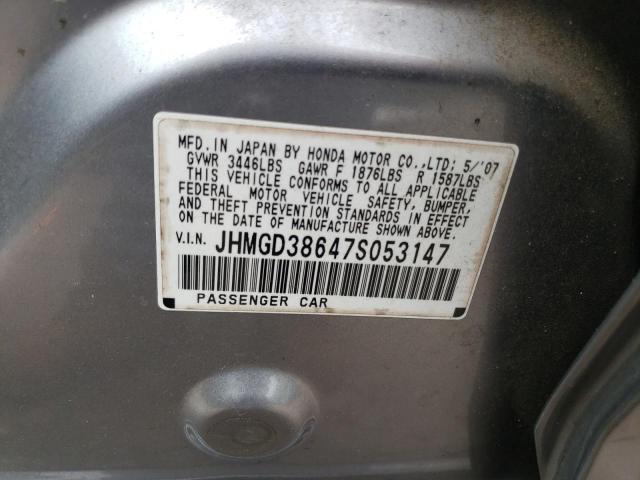 MFD. IN JAPAN BY HONDA MOTOR CO.,LTD; 5/'07
GVWR 3446LBS GAWR F 1876LBS R 1587LBS
THIS VEHICLE CONFORMS TO ALL APPLICABLE
FEDERAL MOTOR VEHICLE SAFETY, BUMPER,
AND THEFT PREVENTION STANDARDS IN EFFECT
ON THE DATE OF MANUFACTURE SHOWN ABOVE.
V.I.N. JHMGD38647S053147
PASSENGER CAR